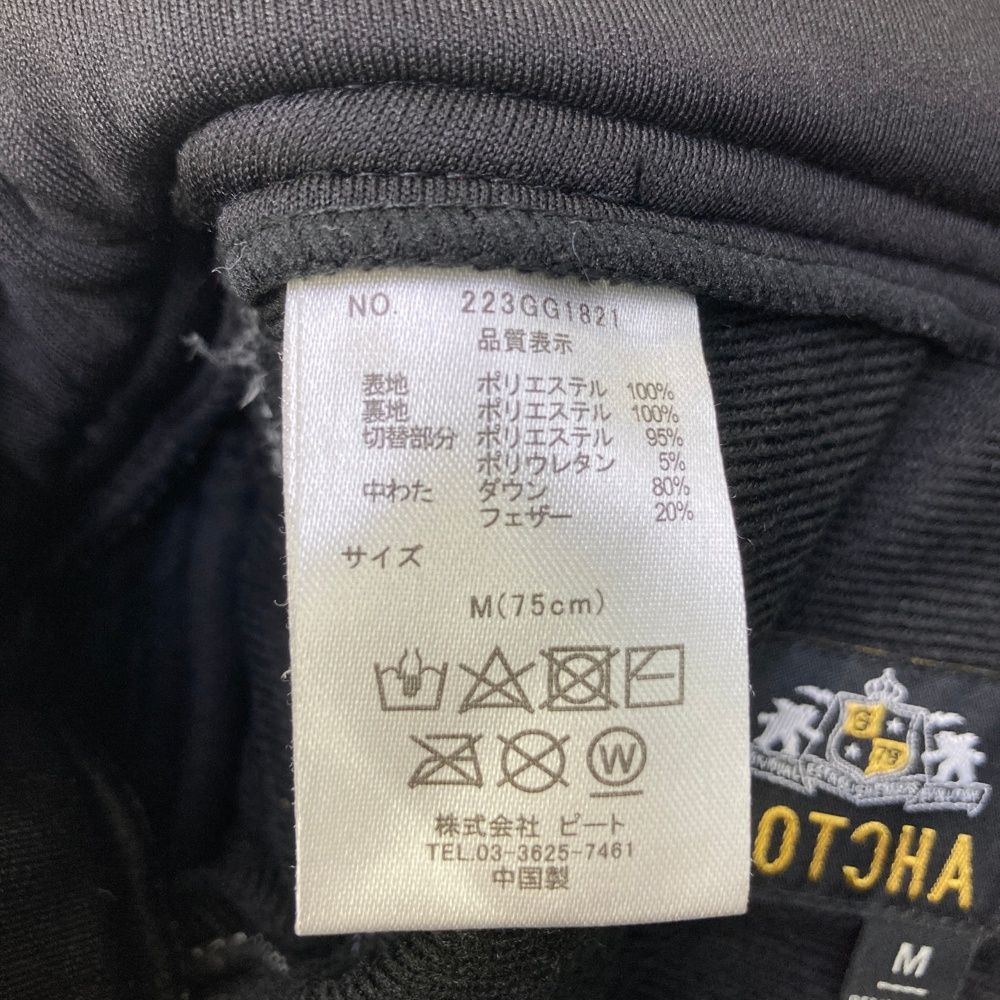 NO. 223GG1821
品質表示
表地 ポリエステル 100%
裏地 ポリエステル 100%
切替部分 ポリエステル 95%
ポリウレタン 5%
中わた ダウン 80%
フェザー 20%
サイズ
M(75cm)
W
株式会社 ピート
TEL.03-3625-7461
中国製
G
79
OTCHA
M